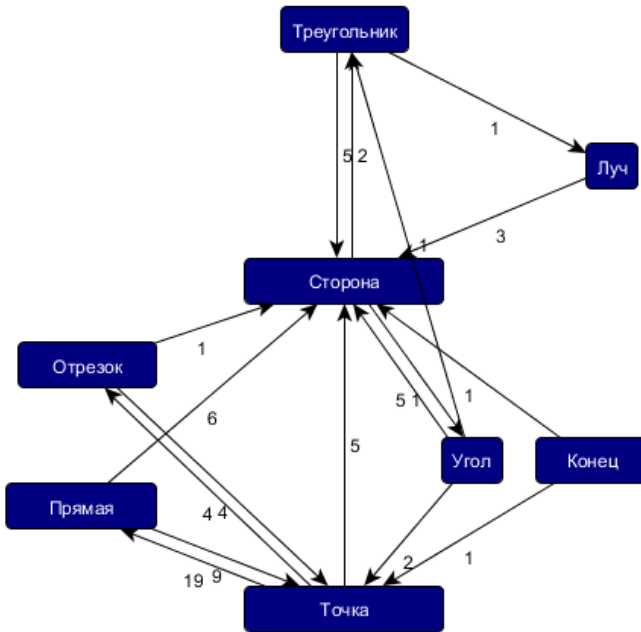 Треугольник
1
5 2
Луч
1
3
Сторона
1
Отрезок
6
5 1
1
5
Угол
Конец
Прямая
4 4
19 9
2
1
Точка